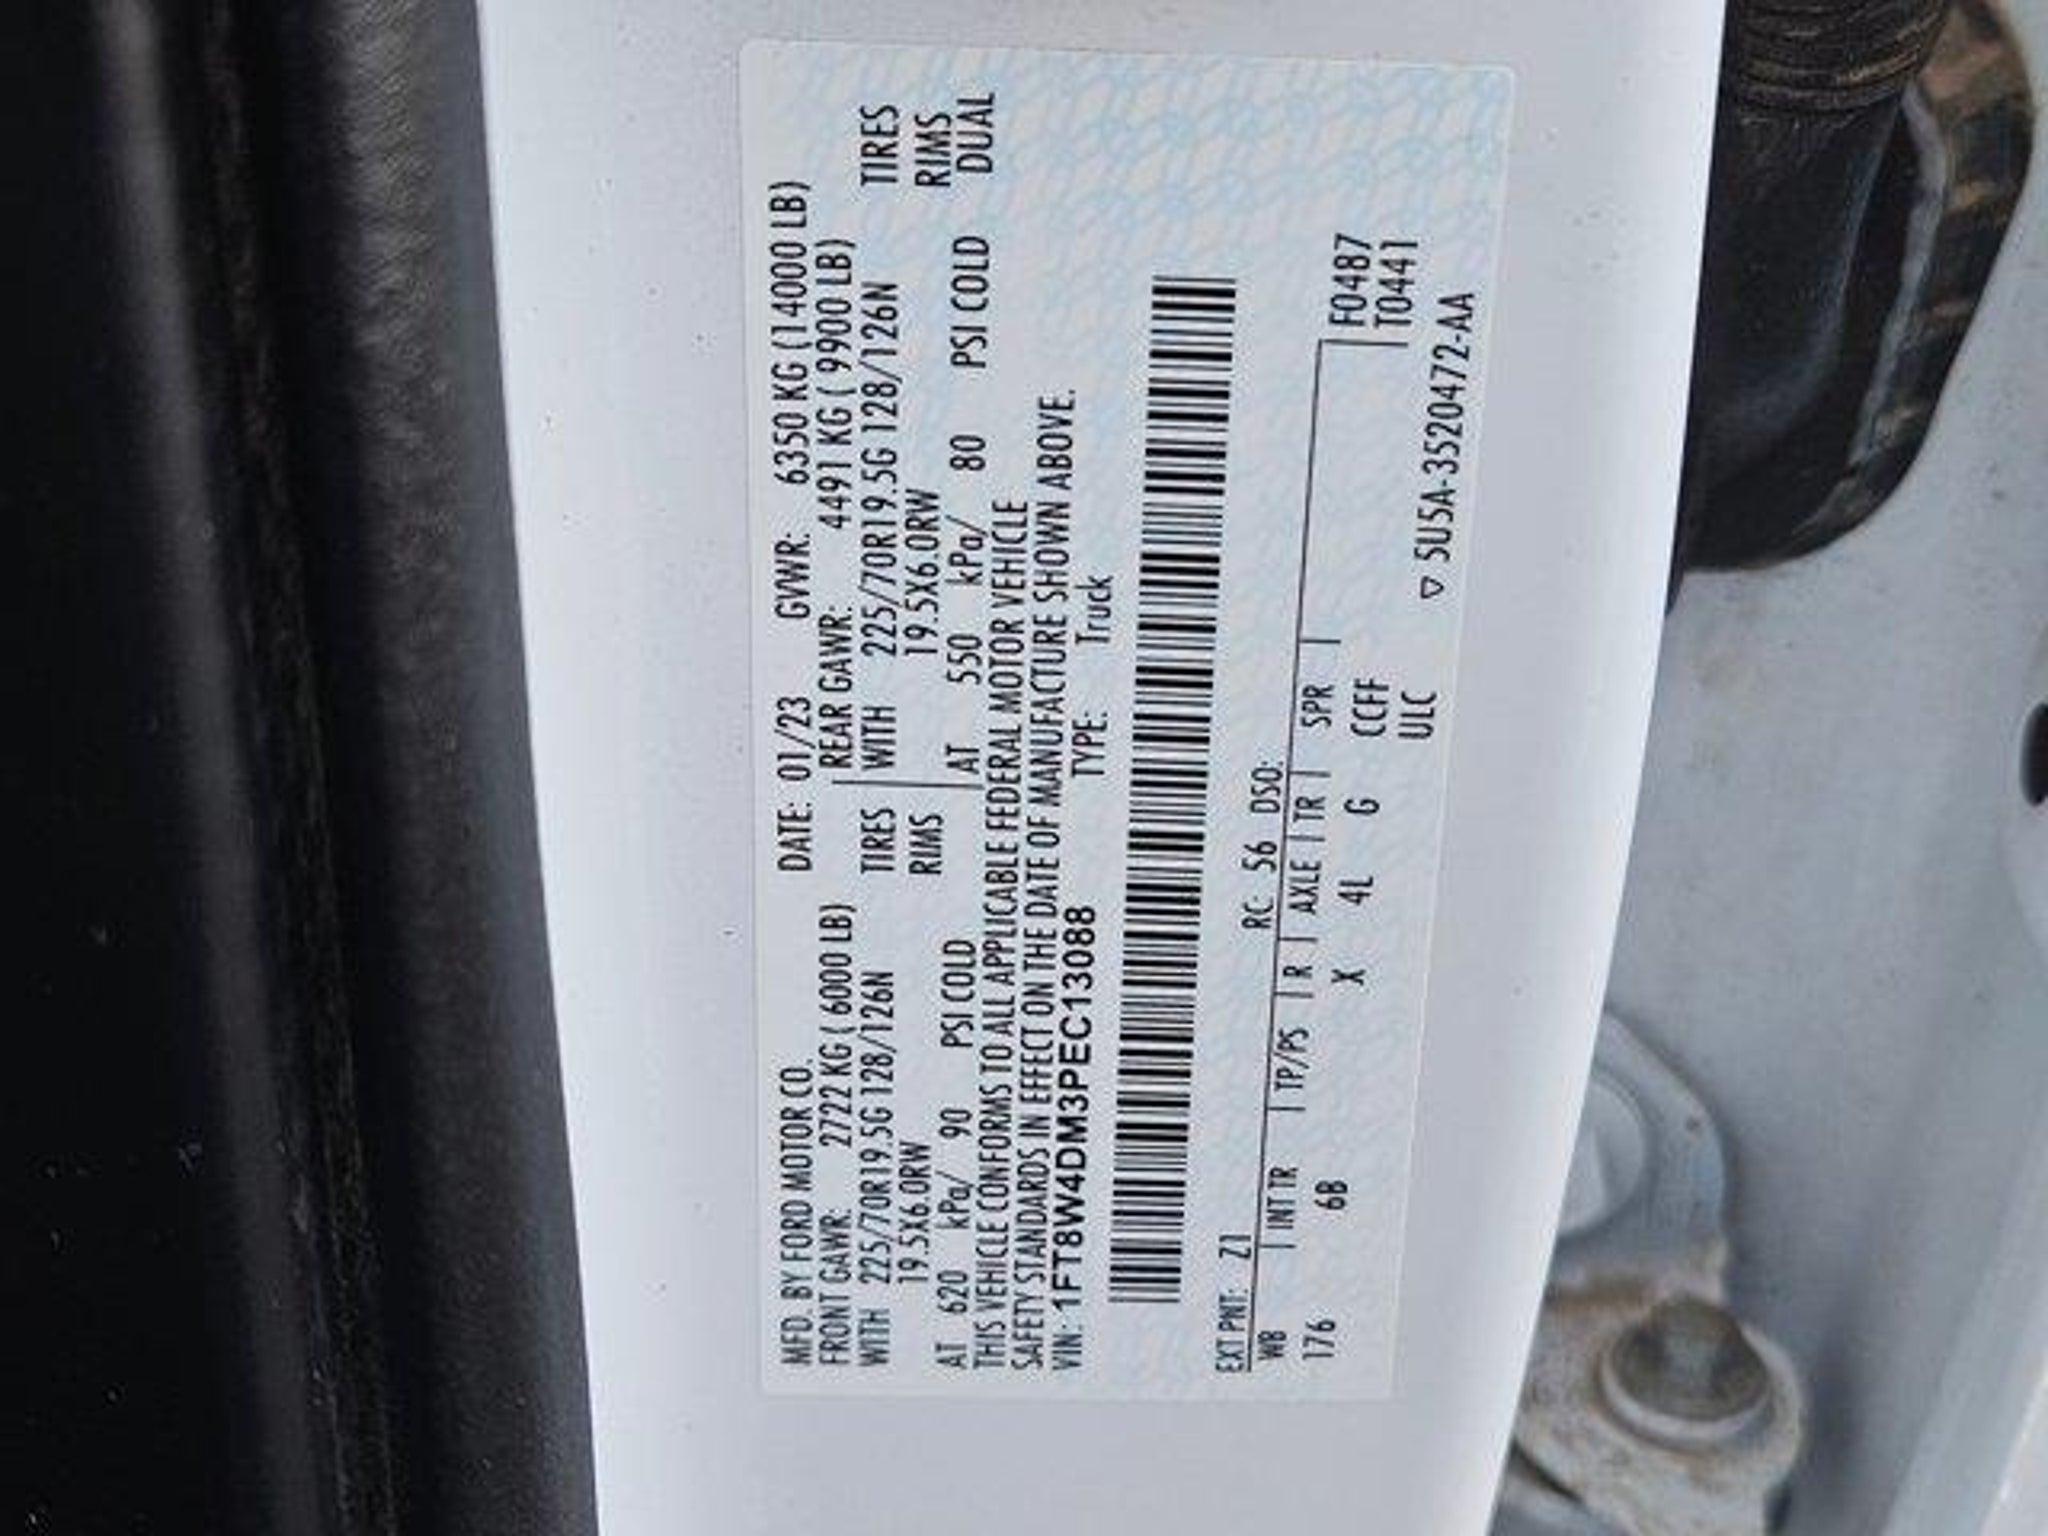 MFD. BY FORD MOTOR CO. DATE: 01/23 GVWR: 6350 KG (14000 LB)
FRONT GAWR: 2722 KG ( 6000 LB) REAR GAWR: 4491 KG ( 9900 LB)
WITH 225/70R19.5G 128/126N TIRES WITH 225/70R19.5G 128/126N TIRES
19.5X6.0RW RIMS 19.5X6.0RW RIMS
AT 620 kPa/ 90 PSI COLD AT 550 kPa/ 80 PSI COLD DUAL
THIS VEHICLE CONFORMS TO ALL APPLICABLE FEDERAL MOTOR VEHICLE
SAFETY STANDARDS IN EFFECT ON THE DATE OF MANUFACTURE SHOWN ABOVE.
VIN: 1FT8W4DM3PEC13088 TYPE: Truck
EXT PNT: Z1 RC: 56 DSO:
WB INT TR TP/PS R AXLE TR SPR F0487
176 6B X 4L G CCFF T0441
ULC
▽ 5U5A-3520472-AA